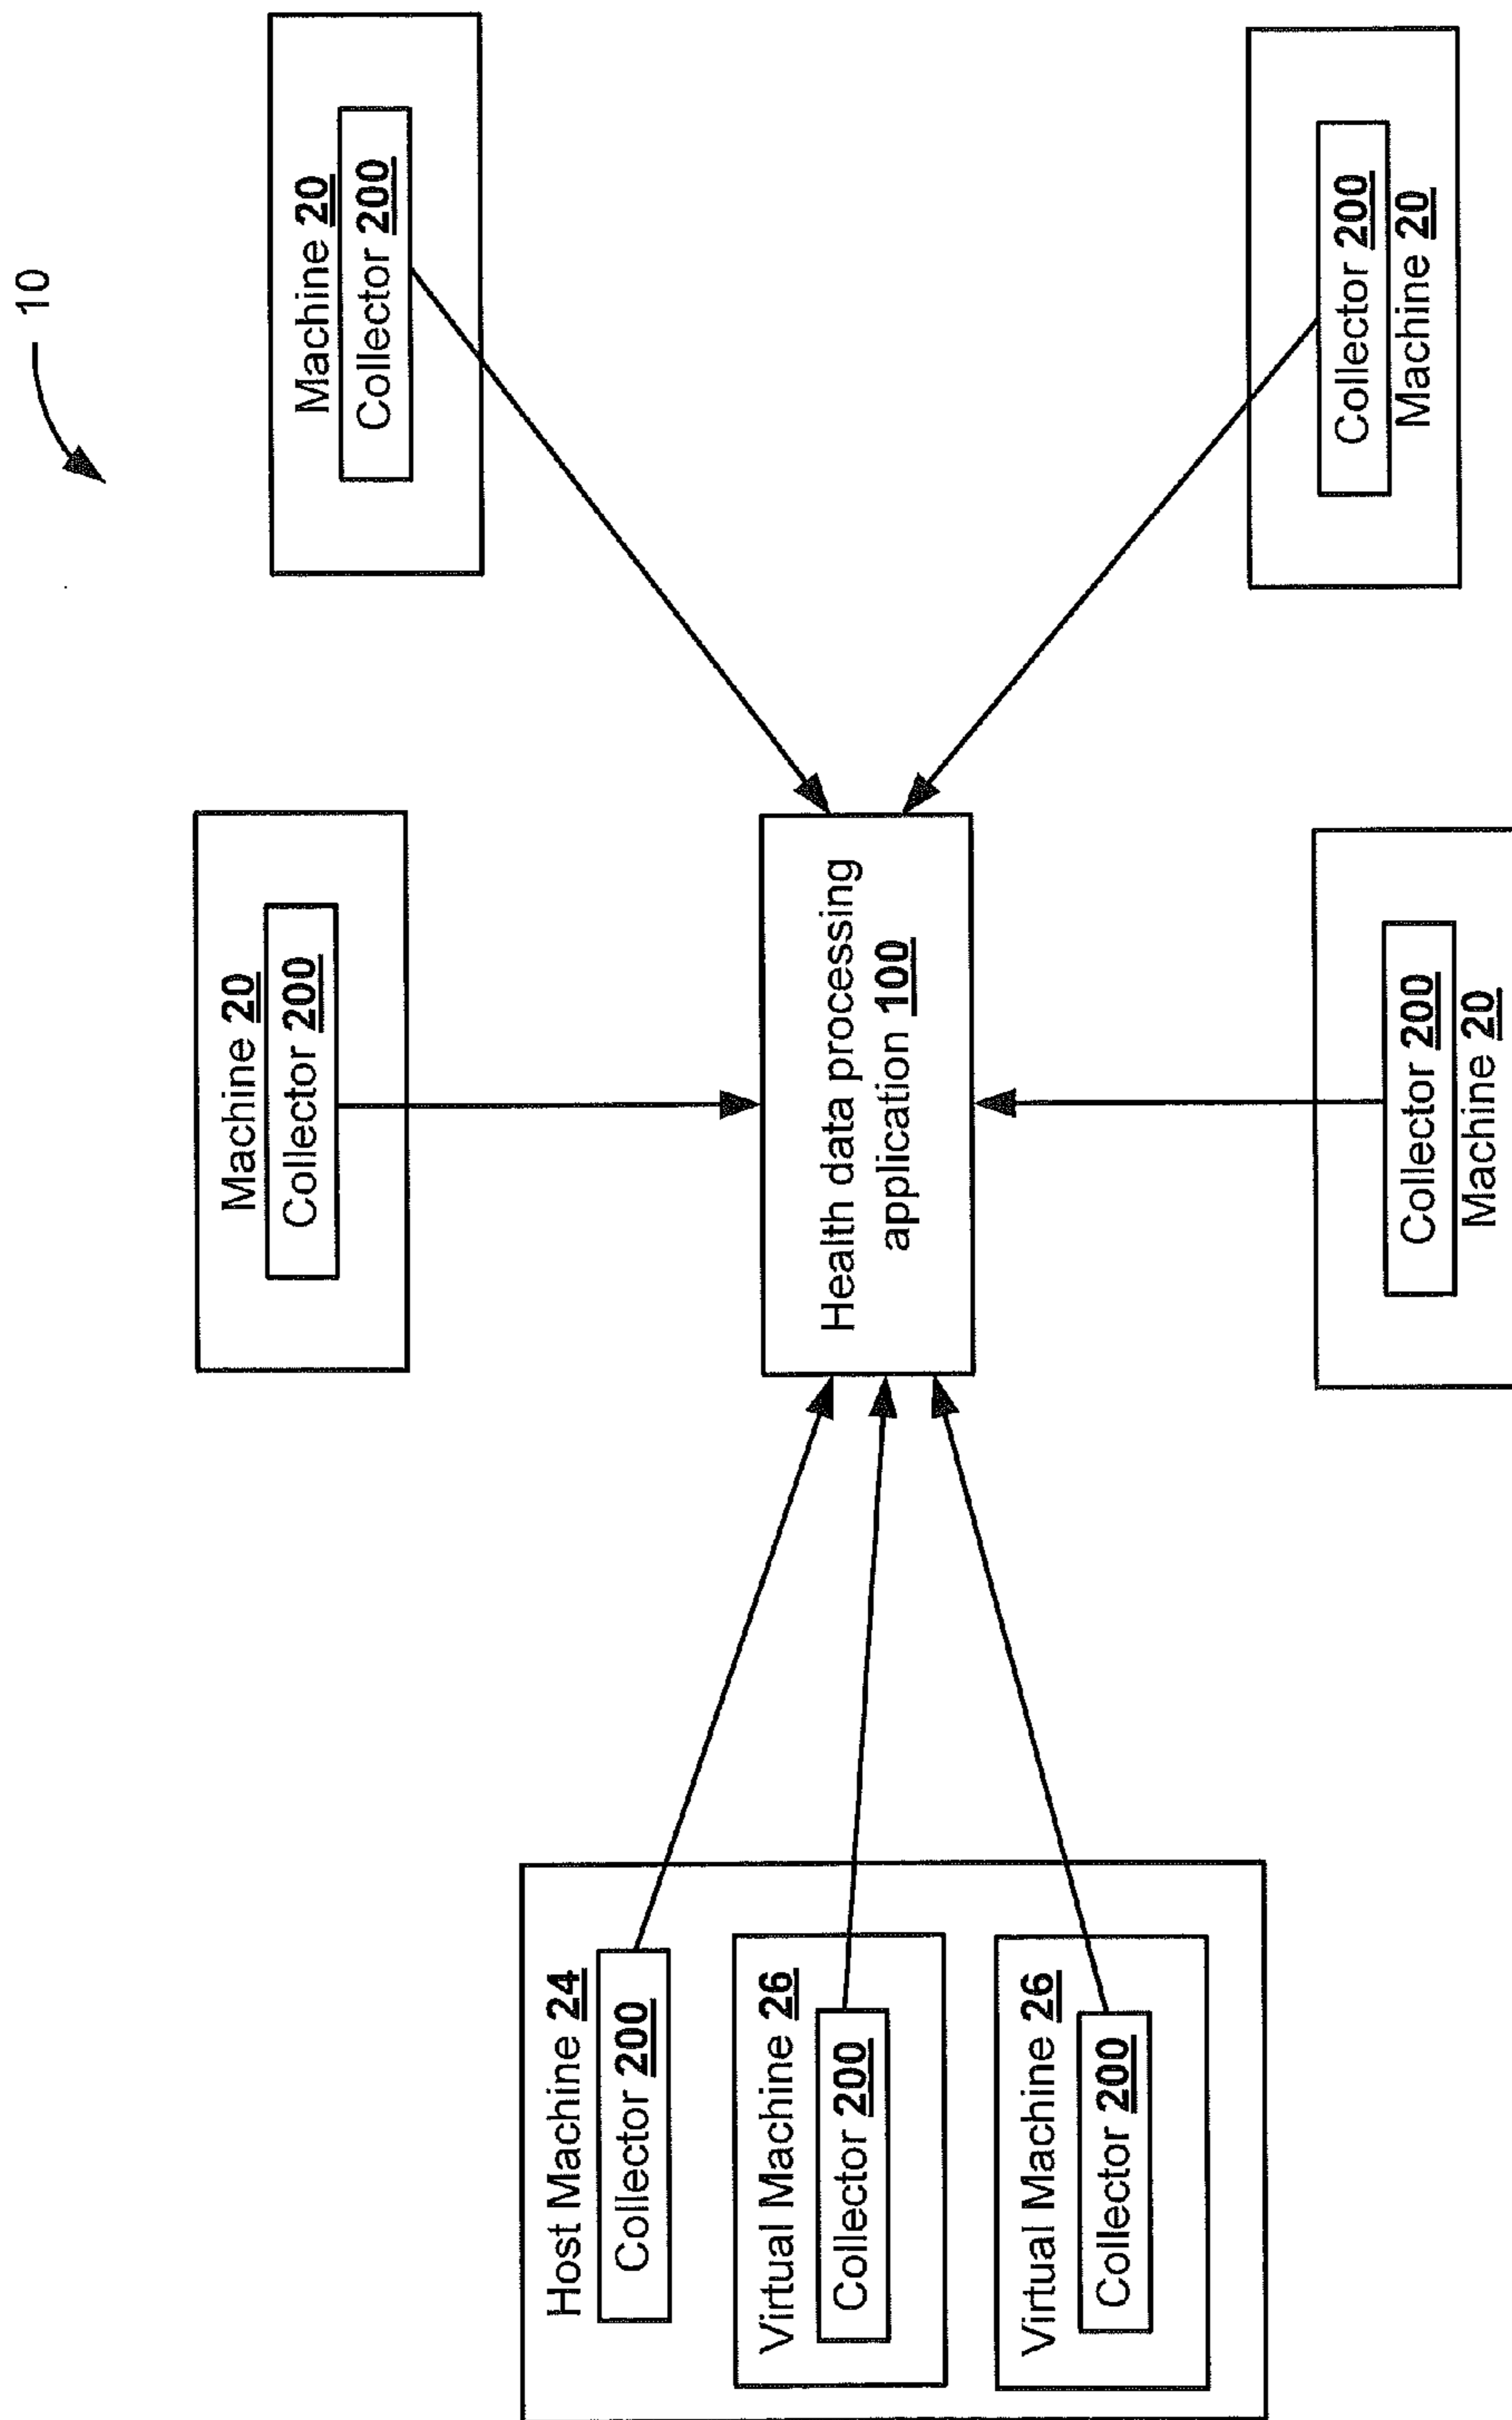 10
Machine 20
Collector 200
Machine 20
Collector 200
Host Machine 24
Collector 200
Virtual Machine 26
Collector 200
Virtual Machine 26
Collector 200
Health data processing
application 100
Collector 200
Machine 20
Collector 200
Machine 20